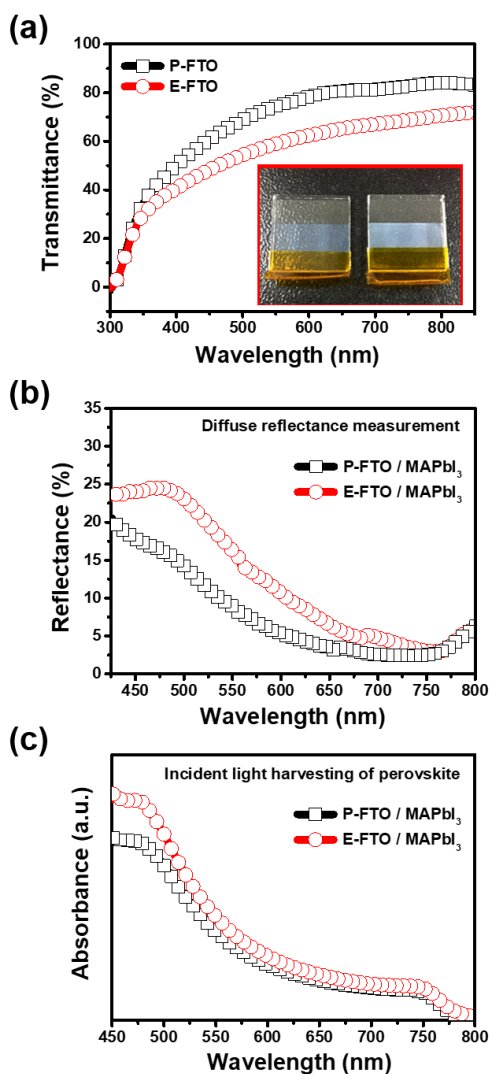 (a)
100
80
60
40
20
0
Transmittance (%)
P-FTO
E-FTO
300 400 500 600 700 800
Wavelength (nm)
(b)
35
30
25
20
15
10
5
0
Reflectance (%)
Diffuse reflectance measurement
P-FTO / MAPbI₃
E-FTO / MAPbI₃
450 500 550 600 650 700 750 800
Wavelength (nm)
(c)
Absorbance (a.u.)
Incident light harvesting of perovskite
P-FTO / MAPbI₃
E-FTO / MAPbI₃
450 500 550 600 650 700 750 800
Wavelength (nm)